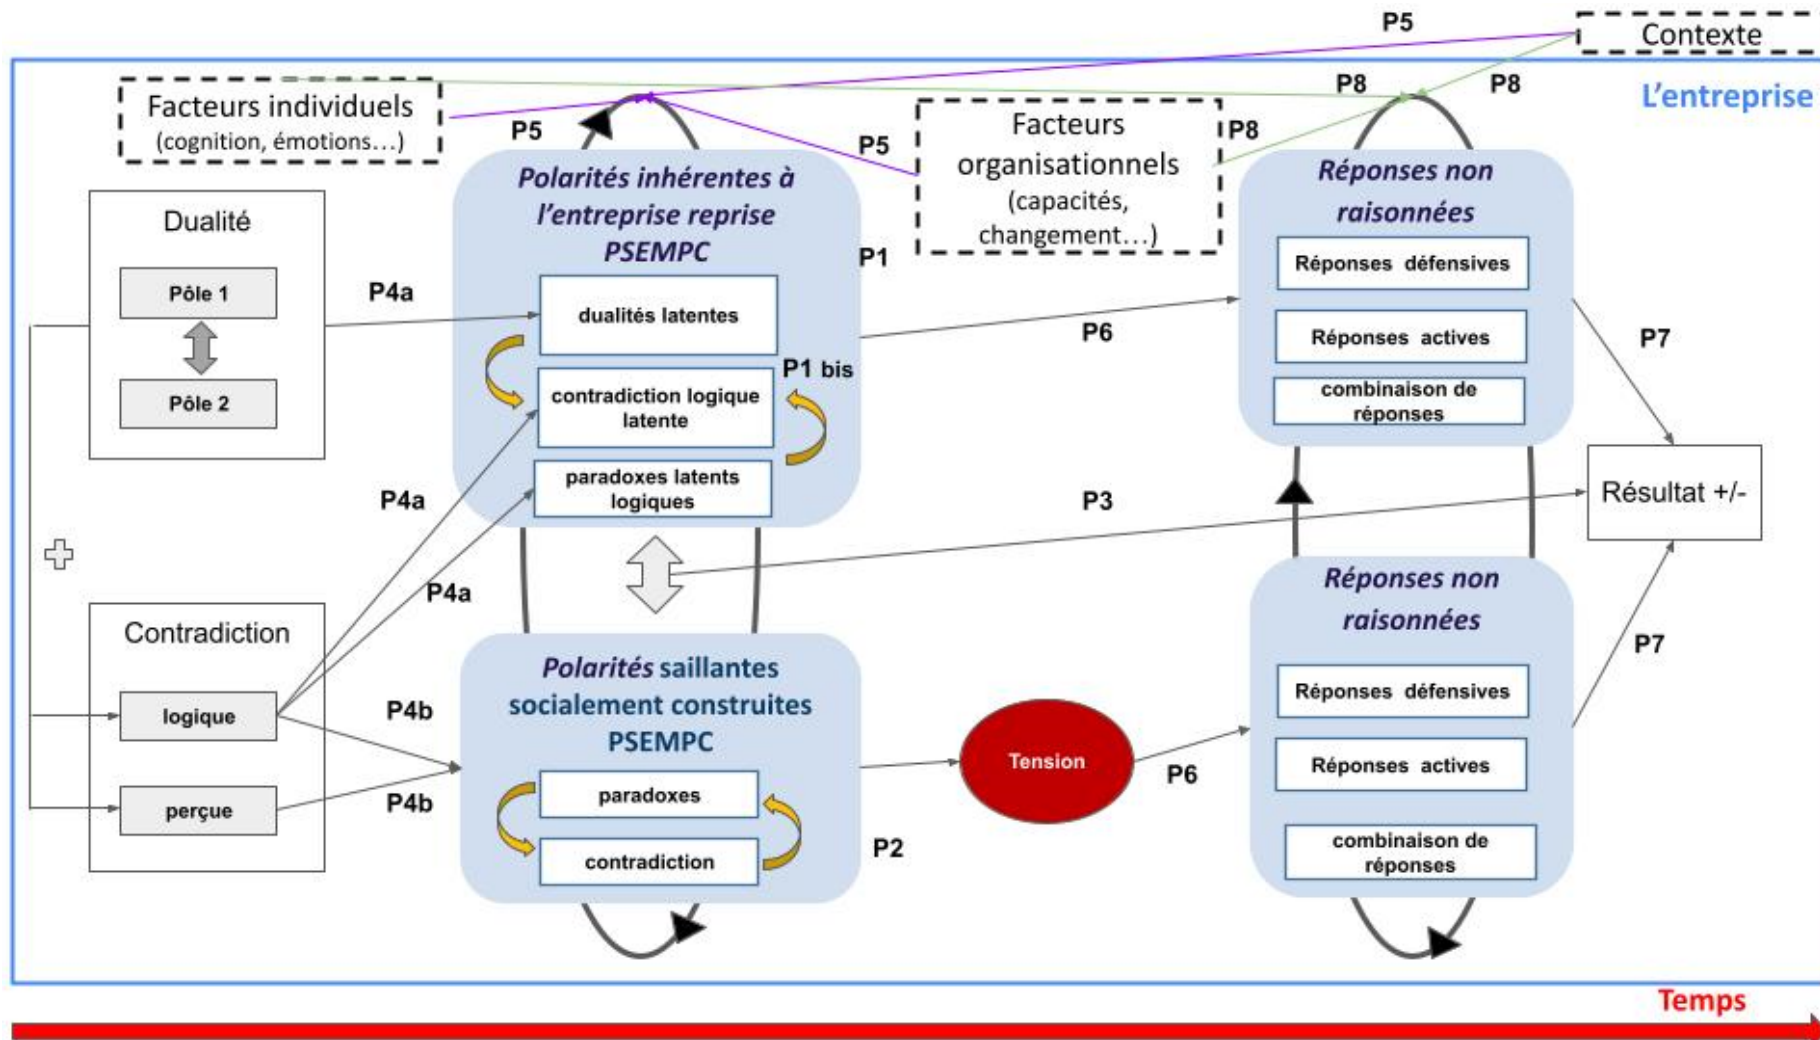 P5
Contexte
L'entreprise
Facteurs individuels
(cognition, émotions…)
P5
P5
Facteurs
organisationnels
(capacités,
changement…)
P8
P8
P8
Dualité
Pôle 1
Pôle 2
P4a
Polarités inhérentes à
l'entreprise reprise
PSEMPC
P1
dualités latentes
P1 bis
contradiction logique
latente
paradoxes latents
logiques
P6
Réponses non
raisonnées
Réponses défensives
Réponses actives
combinaison de
réponses
P7
P4a
P4a
P3
Résultat +/-
Contradiction
logique
perçue
P4b
P4b
Polarités saillantes
socialement construites
PSEMPC
paradoxes
contradiction
P2
Tension
P6
Réponses non
raisonnées
Réponses défensives
Réponses actives
combinaison de
réponses
P7
Temps